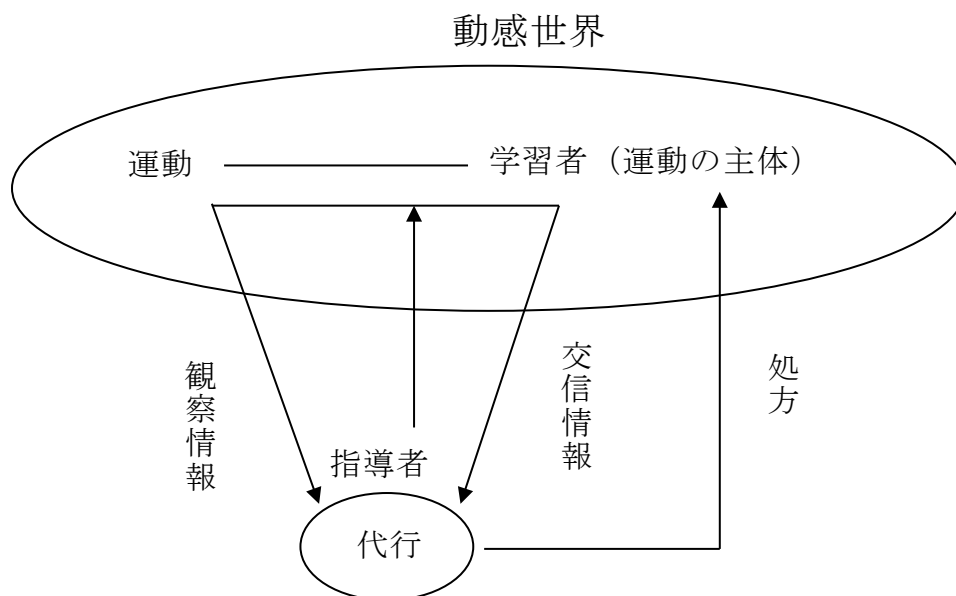 動感世界
運動
学習者（運動の主体）
観察情報
交信情報
処方
指導者
代行